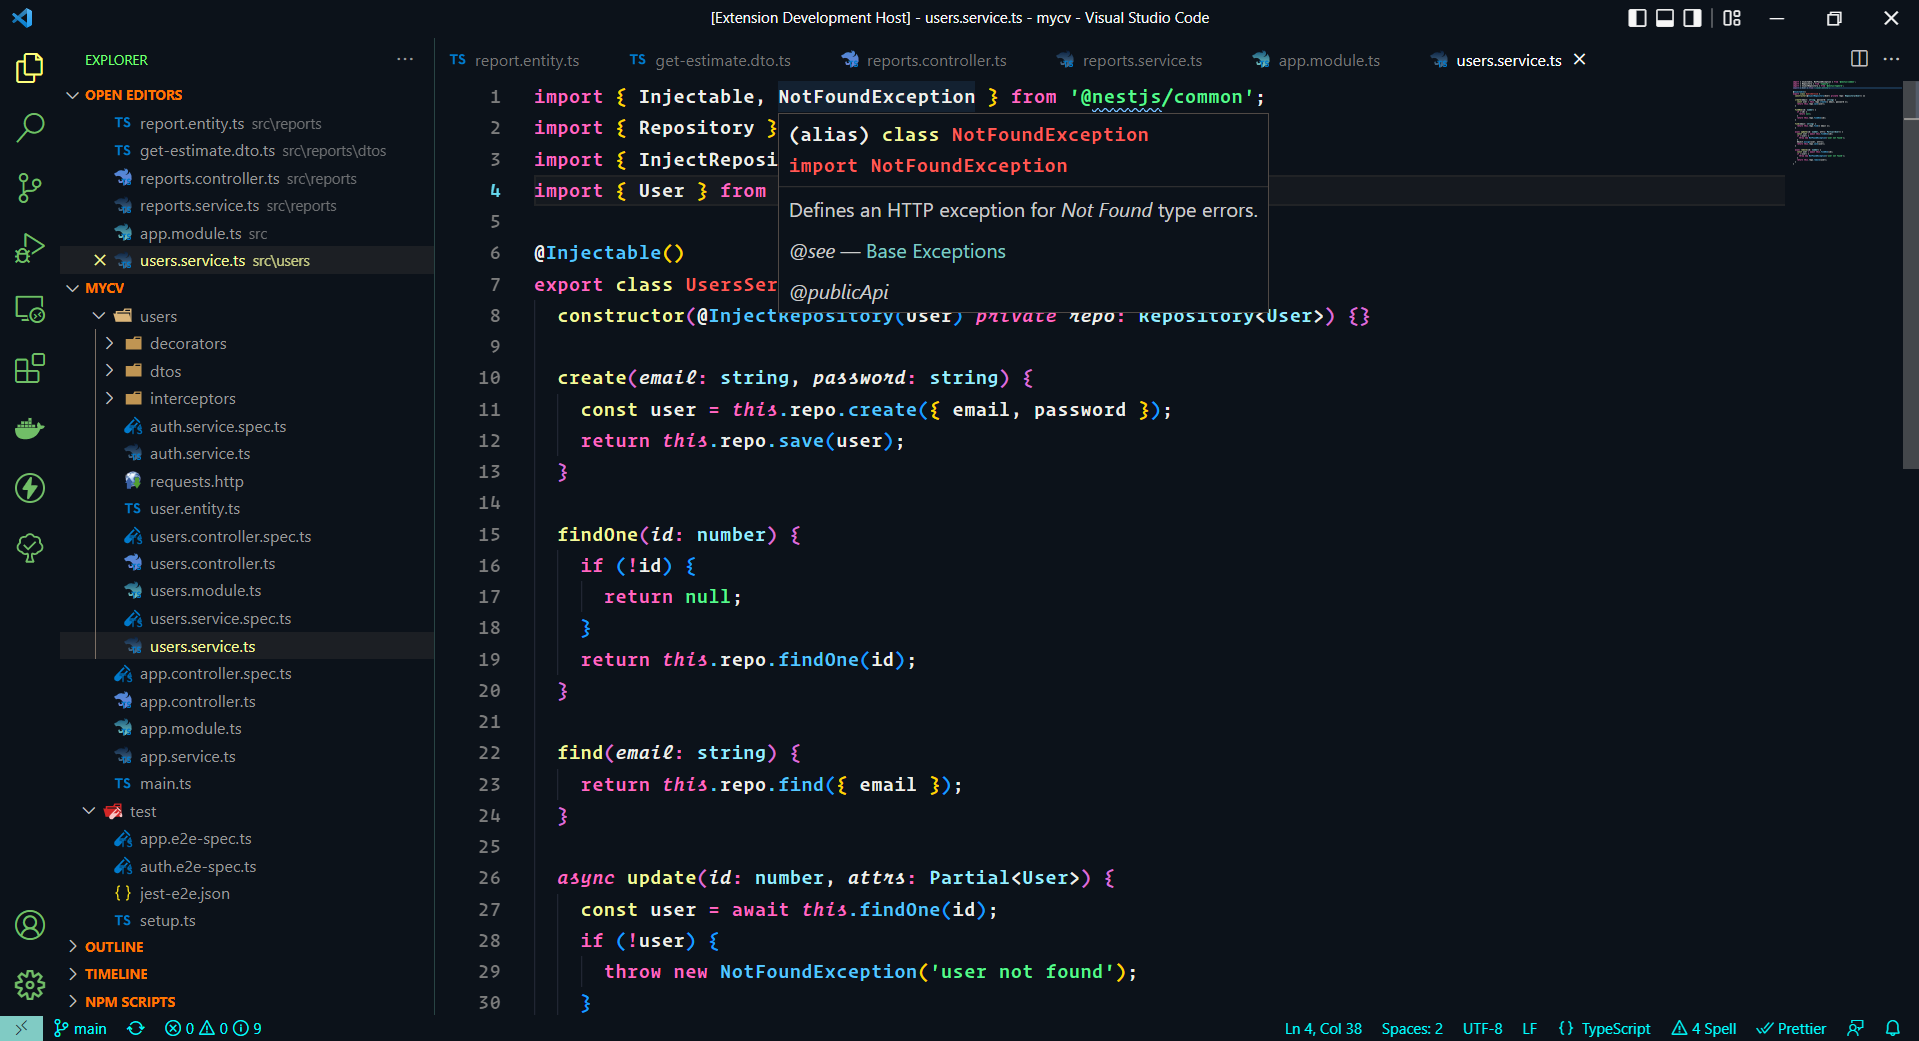 [Extension Development Host] - users.service.ts - mycv - Visual Studio Code
EXPLORER
OPEN EDITORS
TS report.entity.ts src\reports
TS get-estimate.dto.ts src\reports\dtos
reports.controller.ts src\reports
reports.service.ts src\reports
app.module.ts src
users.service.ts src\users
MYCV
users
decorators
dtos
interceptors
auth.service.spec.ts
auth.service.ts
requests.http
TS user.entity.ts
users.controller.spec.ts
users.controller.ts
users.module.ts
users.service.spec.ts
users.service.ts
app.controller.spec.ts
app.controller.ts
app.module.ts
app.service.ts
TS main.ts
test
app.e2e-spec.ts
auth.e2e-spec.ts
{} jest-e2e.json
TS setup.ts
OUTLINE
TIMELINE
NPM SCRIPTS
TS report.entity.ts TS get-estimate.dto.ts reports.controller.ts reports.service.ts app.module.ts users.service.ts
1 import { Injectable, NotFoundException } from '@nestjs/common';
2 import { Repository }
3 import { InjectReposi
4 import { User } from
(alias) class NotFoundException
import NotFoundException
Defines an HTTP exception for Not Found type errors.
@see — Base Exceptions
@publicApi
5
6 @Injectable()
7 export class UsersSer
8 constructor(@InjectRepository(User) private repo: Repository<User>) {}
9
10 create(email: string, password: string) {
11 const user = this.repo.create({ email, password });
12 return this.repo.save(user);
13 }
14
15 findOne(id: number) {
16 if (!id) {
17 return null;
18 }
19 return this.repo.findOne(id);
20 }
21
22 find(email: string) {
23 return this.repo.find({ email });
24 }
25
26 async update(id: number, attrs: Partial<User>) {
27 const user = await this.findOne(id);
28 if (!user) {
29 throw new NotFoundException('user not found');
30 }
main 0 0 9 Ln 4, Col 38 Spaces: 2 UTF-8 LF {} TypeScript 4 Spell Prettier